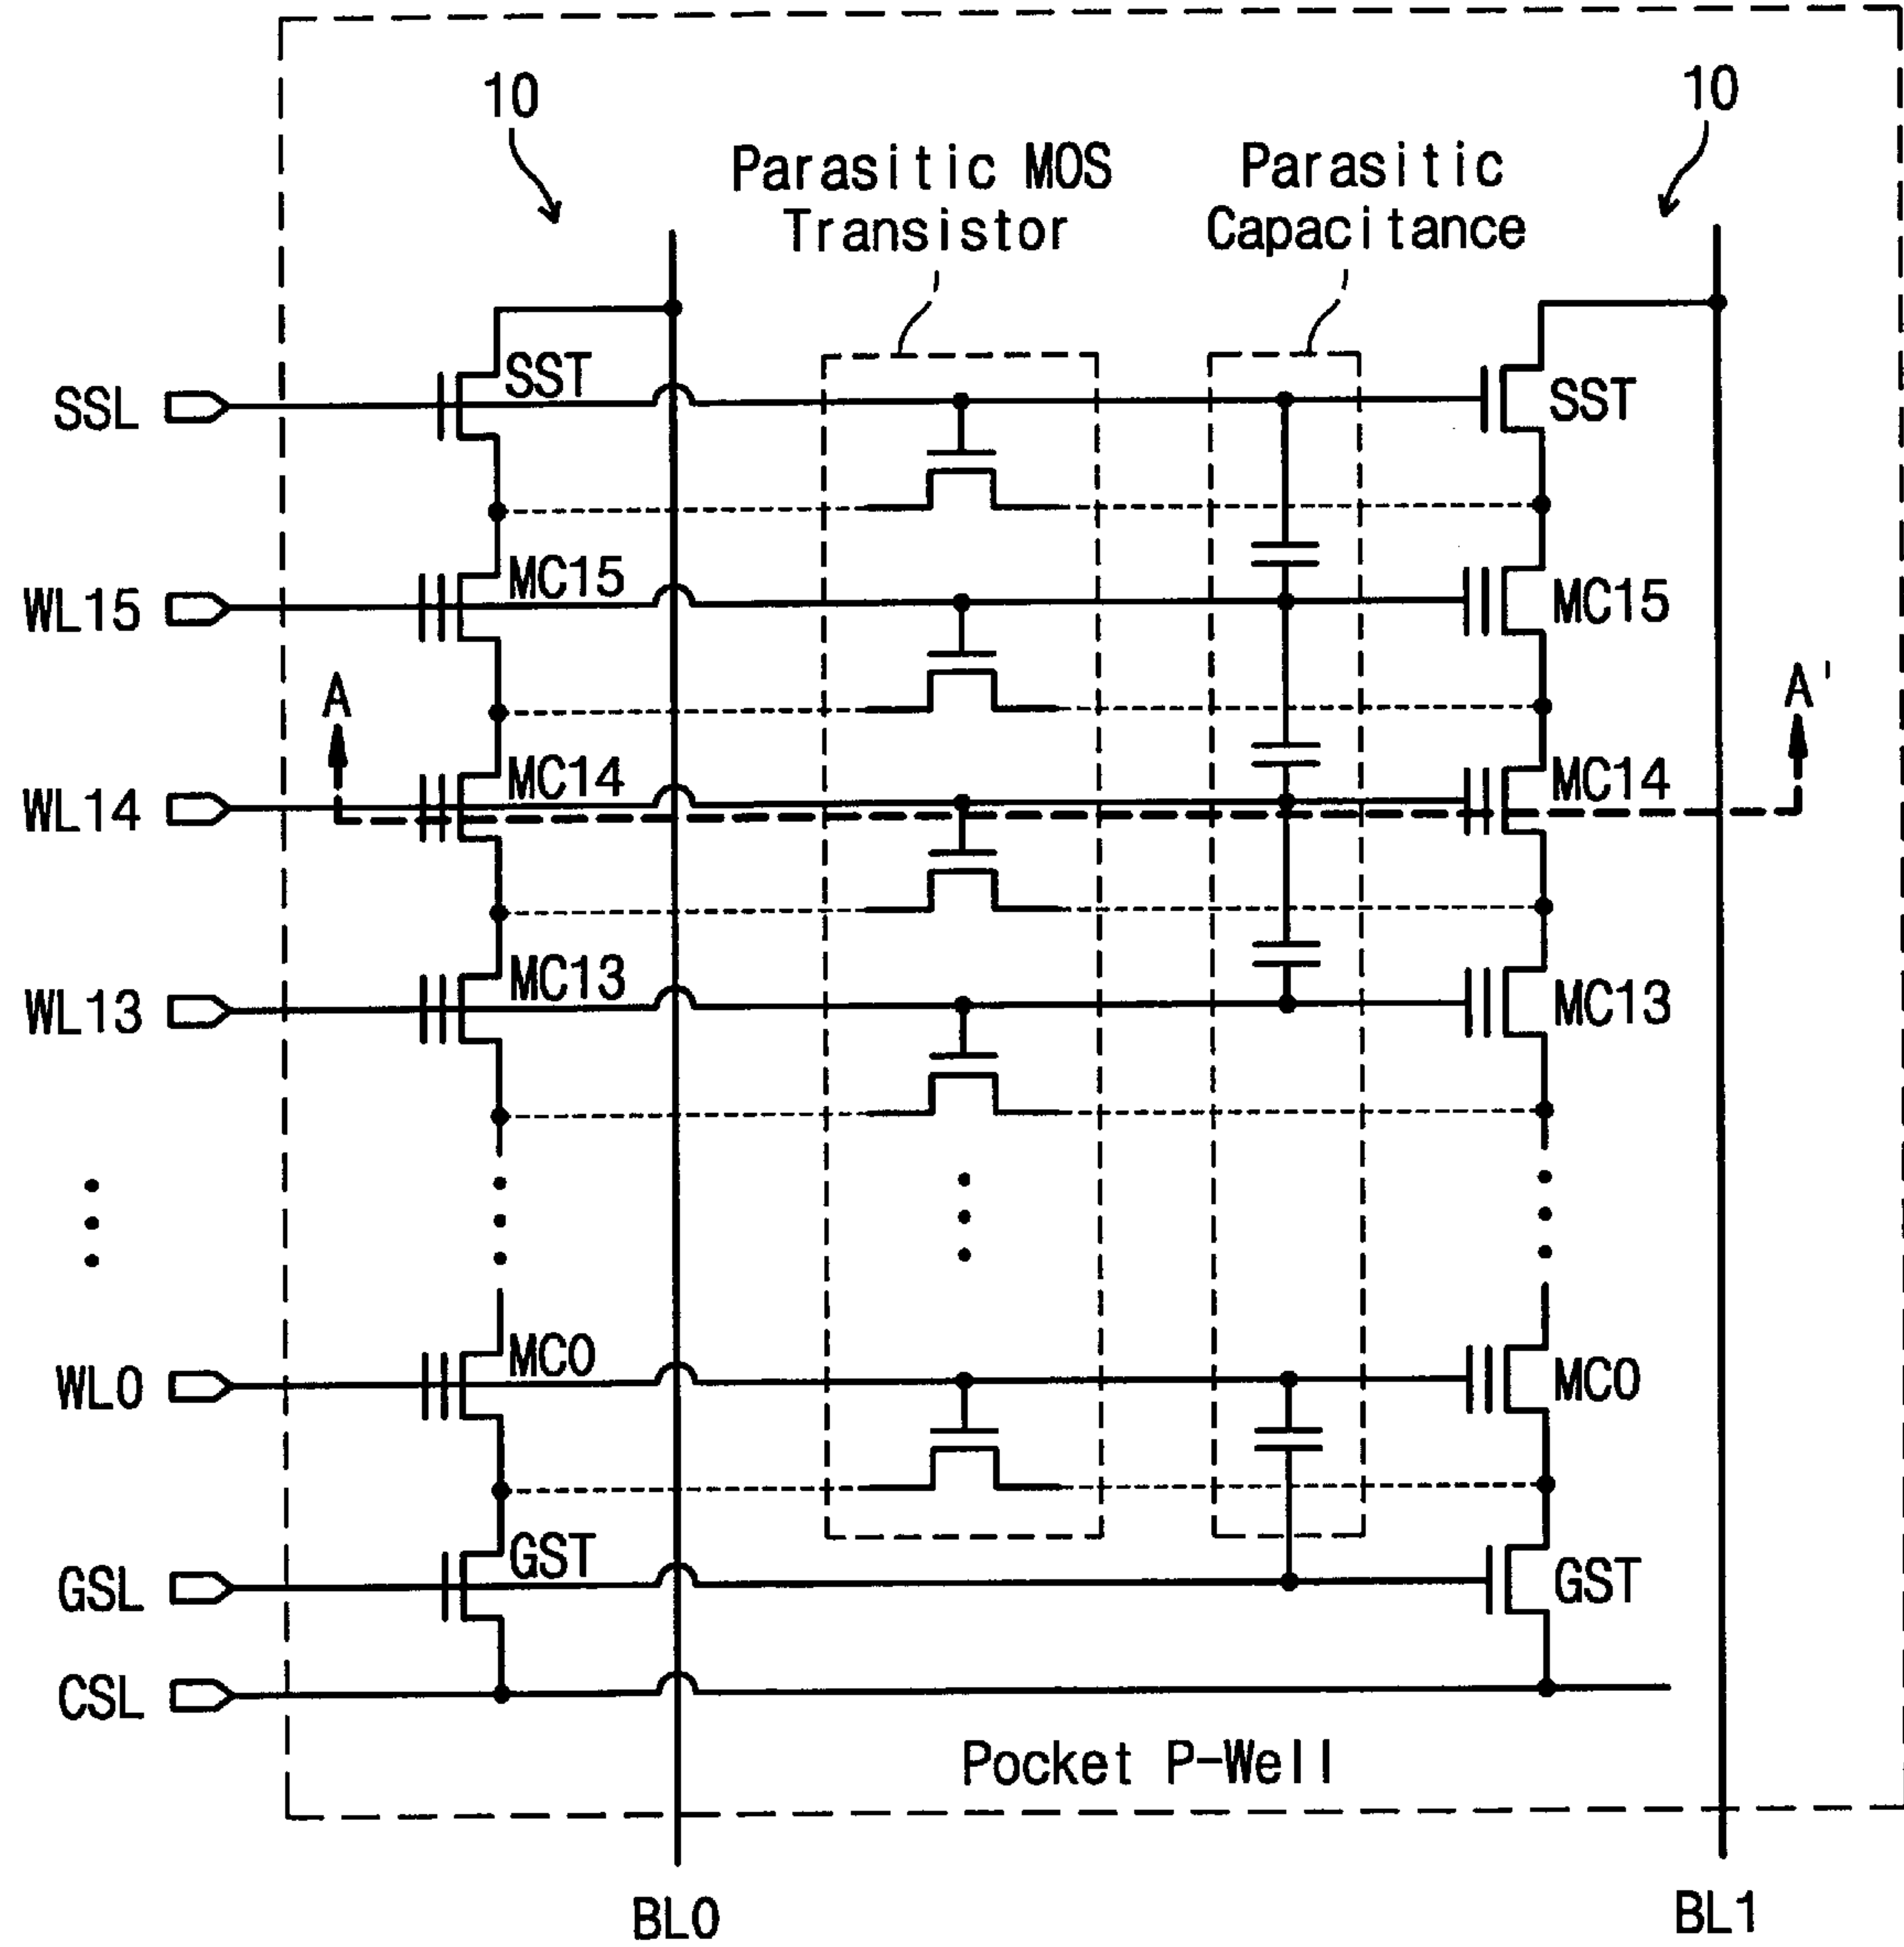 10
10
Parasitic MOS
Transistor
Parasitic
Capacitance
SSL
SST
SST
WL15
MC15
MC15
A
A'
WL14
MC14
MC14
WL13
MC13
MC13
WL0
MC0
MC0
GSL
GST
GST
CSL
Pocket P-Well
BL0
BL1